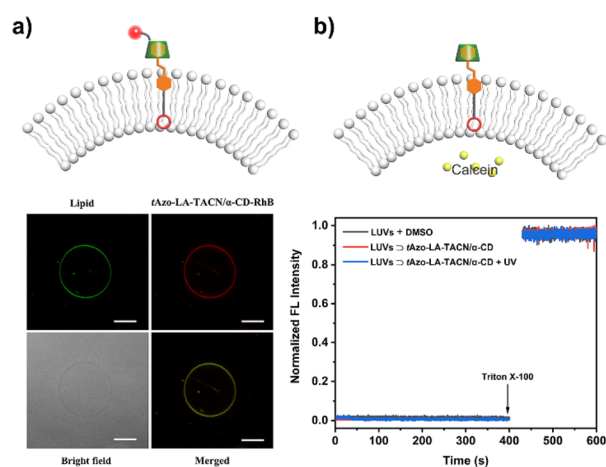 a)
b)
Calcein
Lipid
tAzo-LA-TACN/α-CD-RhB
Bright field
Merged
Normalized FL Intensity
1.0
0.8
0.6
0.4
0.2
0.0
LUVs + DMSO
LUVs ⊃ tAzo-LA-TACN/α-CD
LUVs ⊃ tAzo-LA-TACN/α-CD + UV
Triton X-100
0 100 200 300 400 500 600
Time (s)